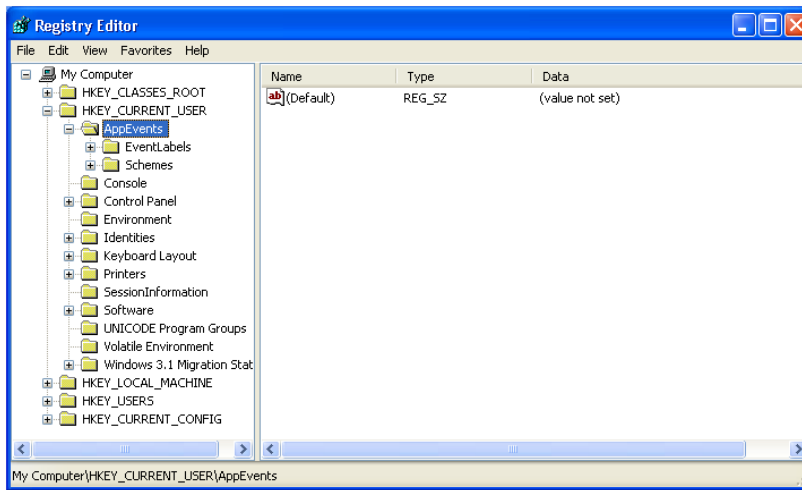 Registry Editor
File Edit View Favorites Help
My Computer
HKEY_CLASSES_ROOT
HKEY_CURRENT_USER
AppEvents
EventLabels
Schemes
Console
Control Panel
Environment
Identities
Keyboard Layout
Printers
SessionInformation
Software
UNICODE Program Groups
Volatile Environment
Windows 3.1 Migration Stat
HKEY_LOCAL_MACHINE
HKEY_USERS
HKEY_CURRENT_CONFIG
Name Type Data
ab (Default) REG_SZ (value not set)
My Computer\HKEY_CURRENT_USER\AppEvents